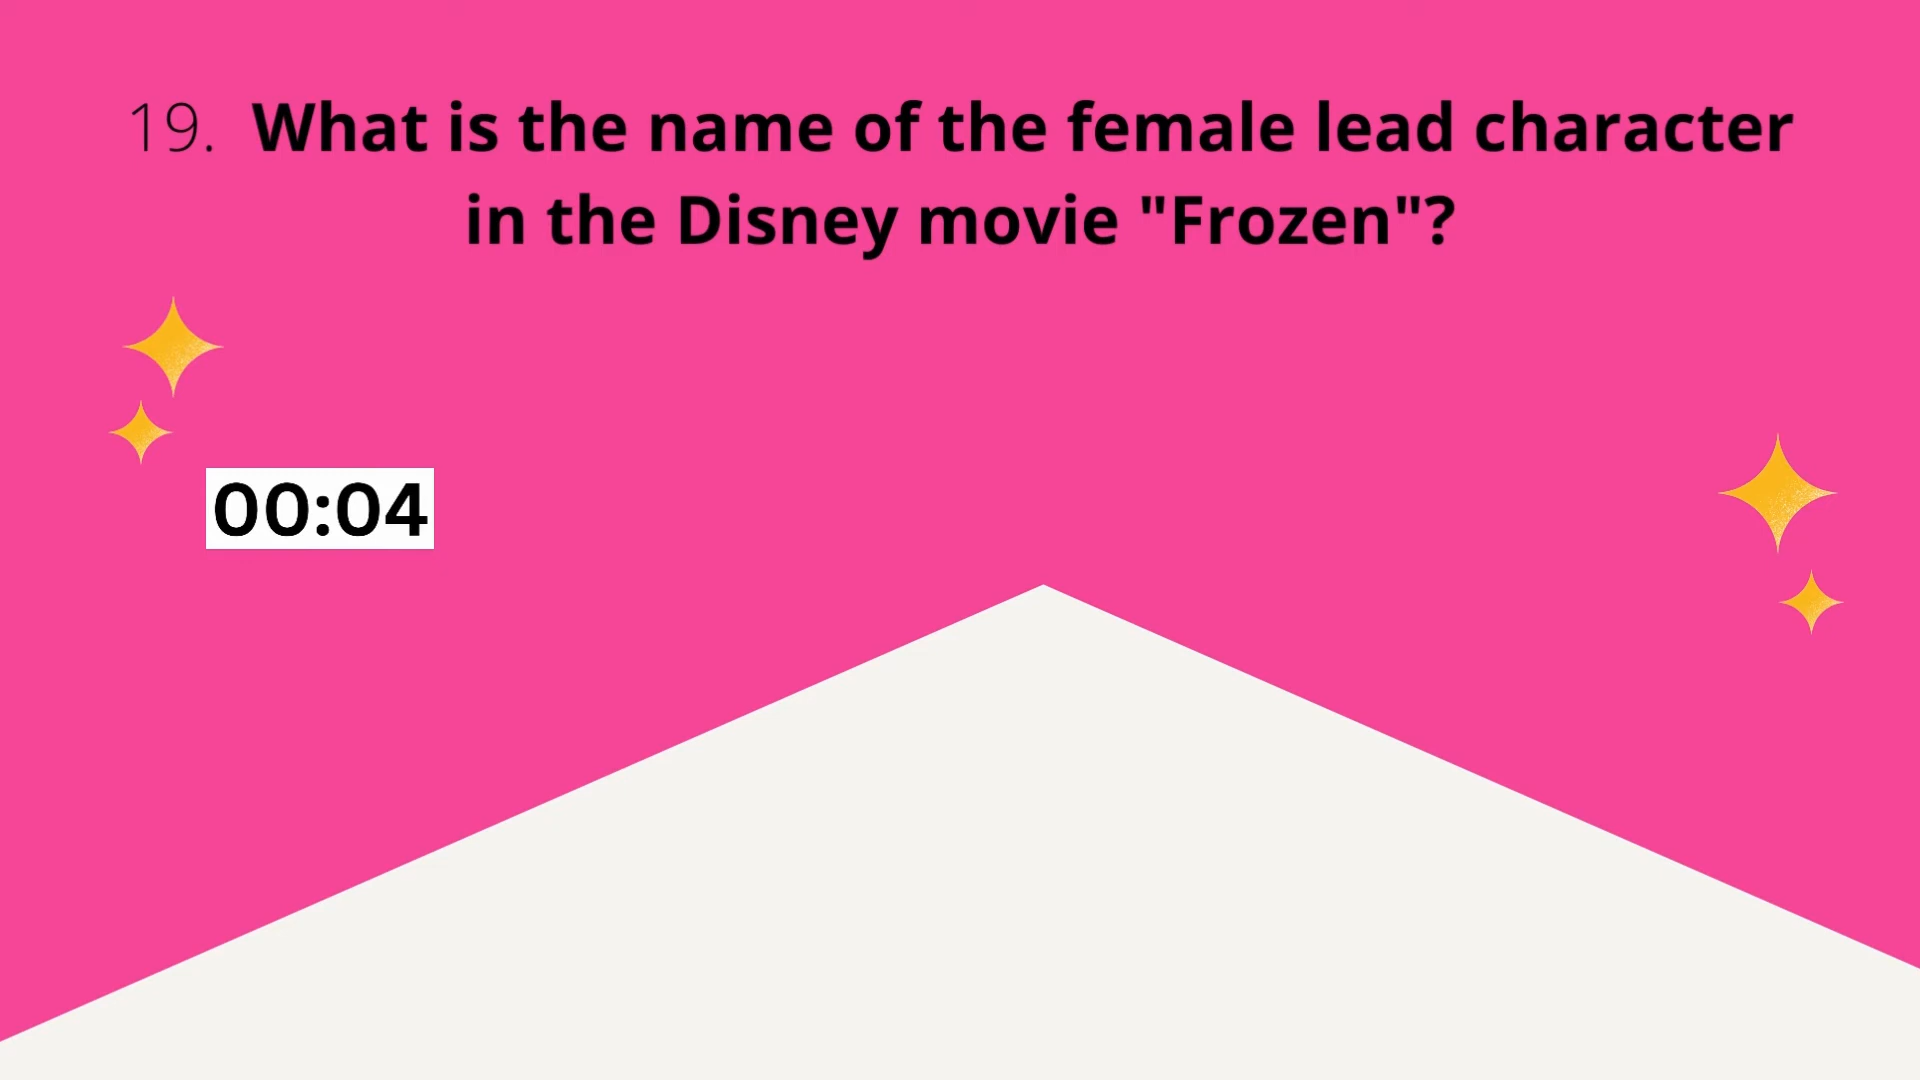 19. What is the name of the female lead character
in the Disney movie "Frozen"?
00:04